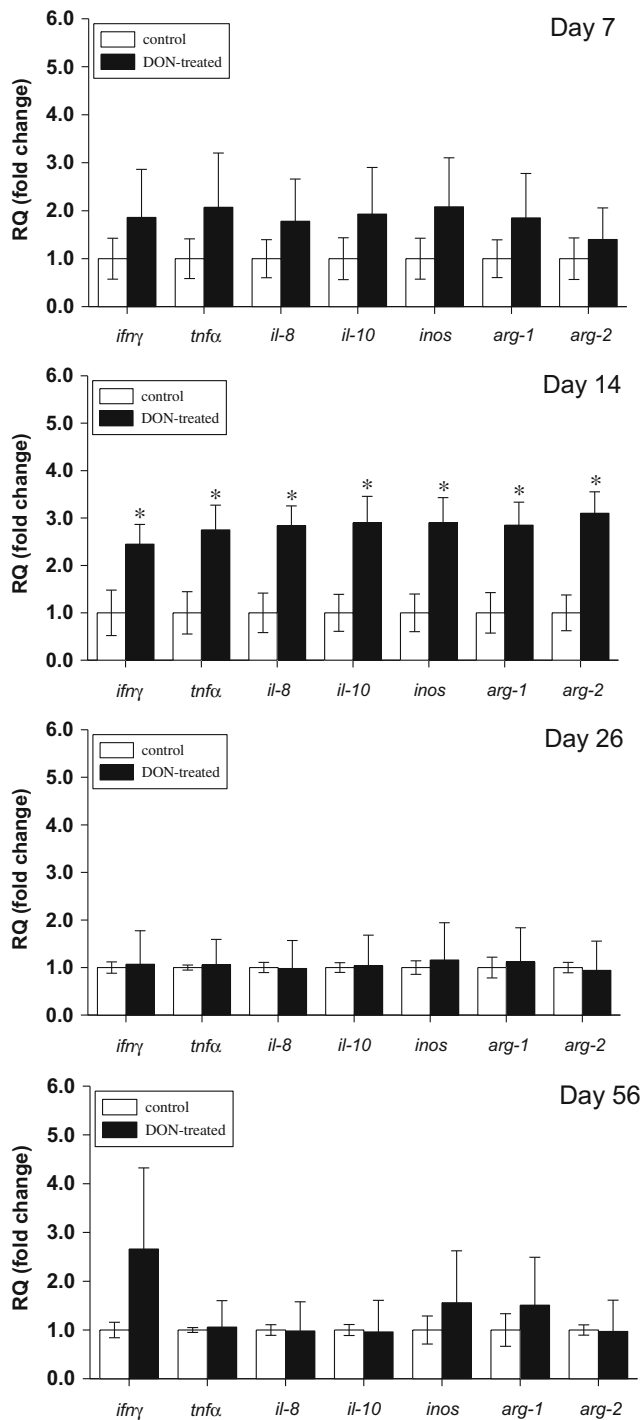 Day 7
control
DON-treated
RQ (fold change)
6.0
5.0
4.0
3.0
2.0
1.0
0.0
ifnγ tnfα il-8 il-10 inos arg-1 arg-2
Day 14
control
DON-treated
RQ (fold change)
6.0
5.0
4.0
3.0
2.0
1.0
0.0
* * * * * * *
ifnγ tnfα il-8 il-10 inos arg-1 arg-2
Day 26
control
DON-treated
RQ (fold change)
6.0
5.0
4.0
3.0
2.0
1.0
0.0
ifnγ tnfα il-8 il-10 inos arg-1 arg-2
Day 56
control
DON-treated
RQ (fold change)
6.0
5.0
4.0
3.0
2.0
1.0
0.0
ifnγ tnfα il-8 il-10 inos arg-1 arg-2